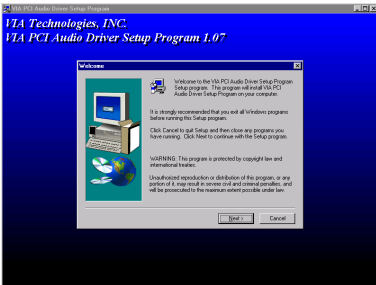 VIA PCI Audio Driver Setup Program
VIA Technologies, INC.
VIA PCI Audio Driver Setup Program 1.07
Welcome
Welcome to the VIA PCI Audio Driver Setup Program
Setup program. This program will install VIA PCI
Audio Driver Setup Program on your computer.
It is strongly recommended that you exit all Windows programs
before running this Setup program.
Click Cancel to quit Setup and then close any programs you
have running. Click Next to continue with the Setup program.
WARNING: This program is protected by copyright law and
international treaties.
Unauthorized reproduction or distribution of this program, or any
portion of it, may result in severe civil and criminal penalties, and
will be prosecuted to the maximum extent possible under law.
Next >
Cancel